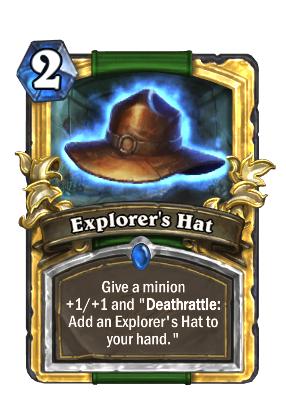 2
Explorer's Hat
Give a minion
+1/+1 and "Deathrattle:
Add an Explorer's Hat to
your hand."